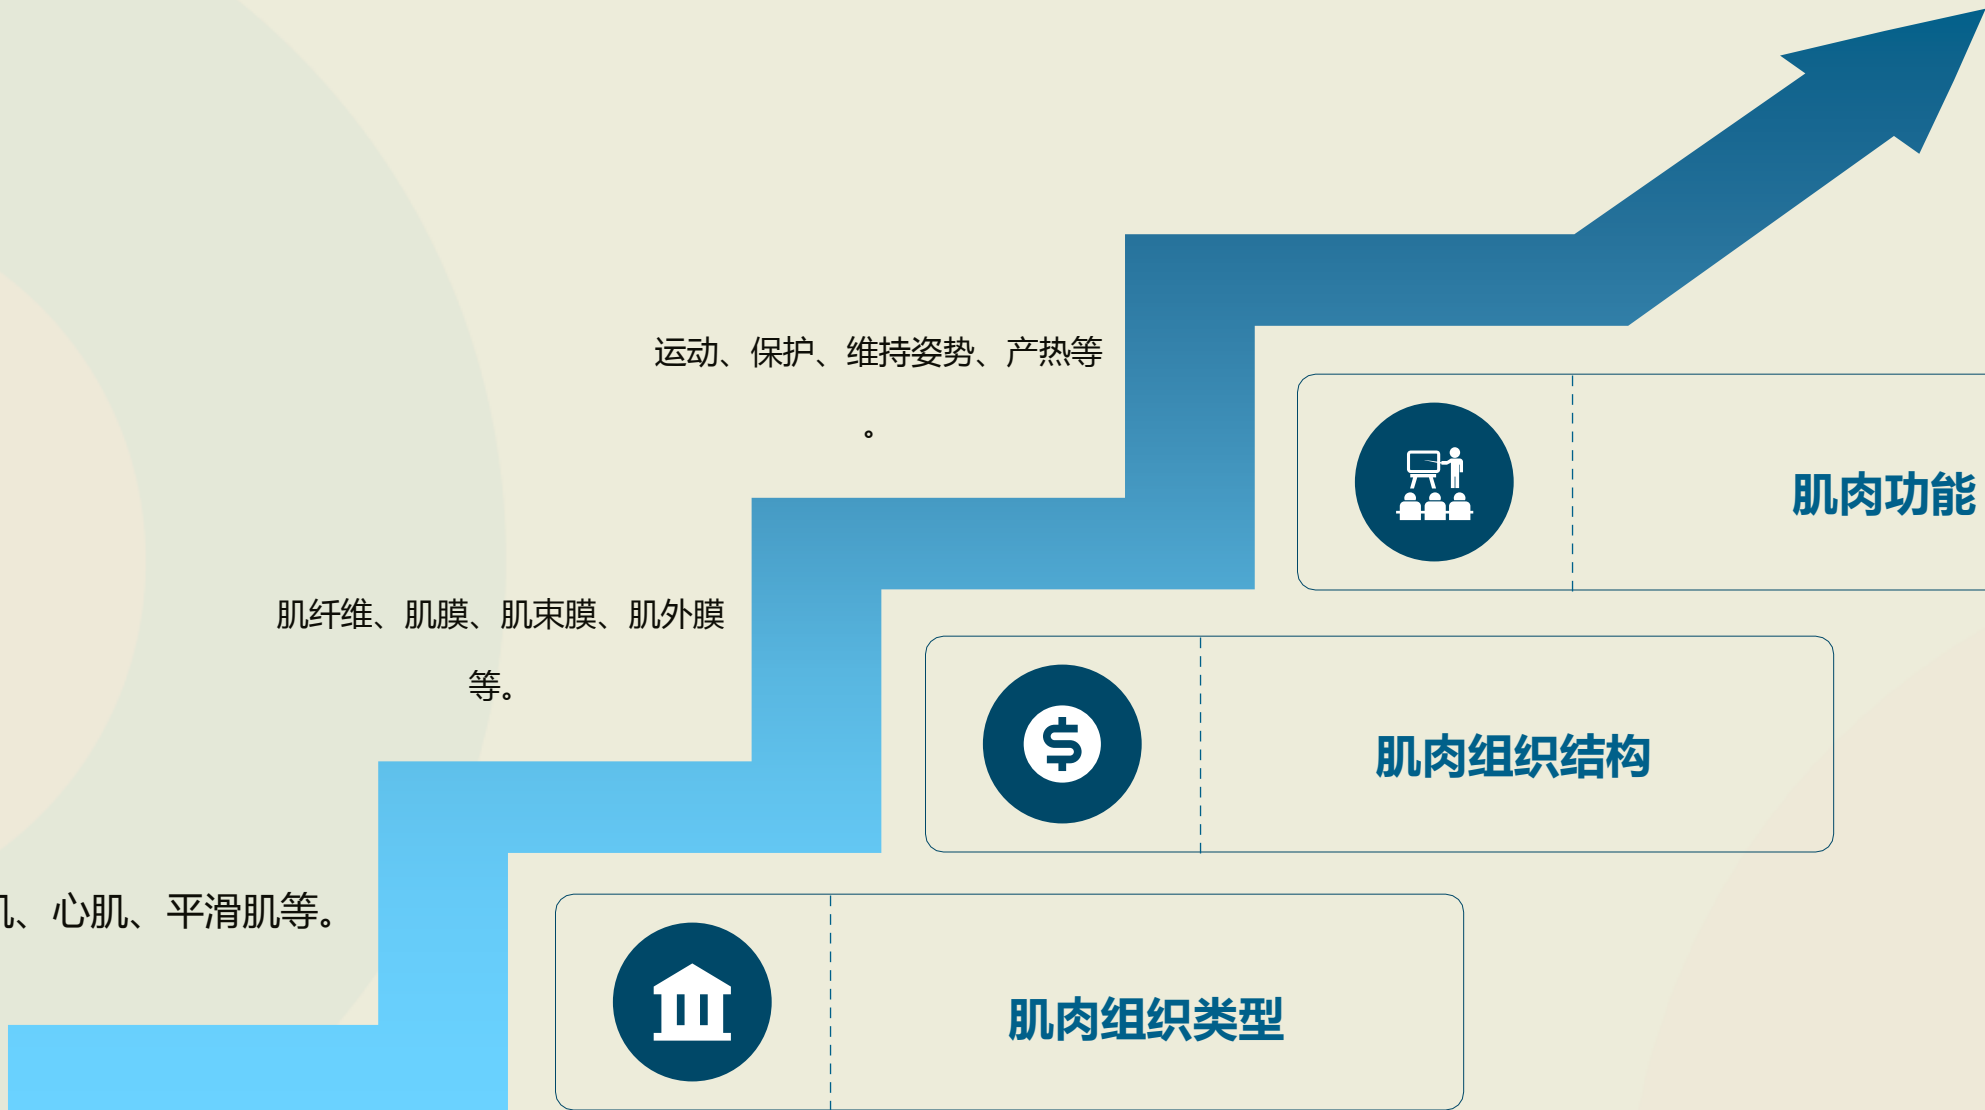 运动、保护、维持姿势、产热等
。
肌肉功能
肌纤维、肌膜、肌束膜、肌外膜
等。
肌肉组织结构
肌、心肌、平滑肌等。
肌肉组织类型